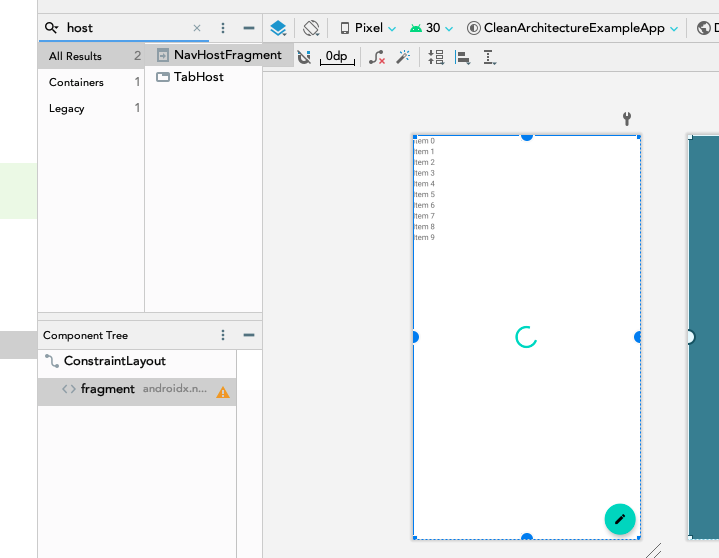 host
Pixel
30
CleanArchitectureExampleApp
All Results 2
Containers 1
Legacy 1
NavHostFragment
TabHost
0dp
Component Tree
ConstraintLayout
fragment androidx.n...
Item 0
Item 1
Item 2
Item 3
Item 4
Item 5
Item 6
Item 7
Item 8
Item 9